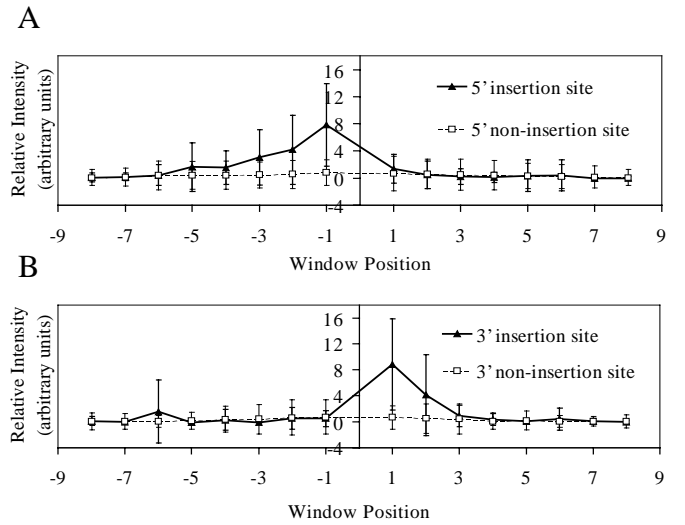 A
Relative Intensity
(arbitrary units)
16
12
8
4
0
-4
5' insertion site
5' non-insertion site
-9 -7 -5 -3 -1 1 3 5 7 9
Window Position
B
Relative Intensity
(arbitrary units)
16
12
8
4
0
-4
3' insertion site
3' non-insertion site
-9 -7 -5 -3 -1 1 3 5 7 9
Window Position